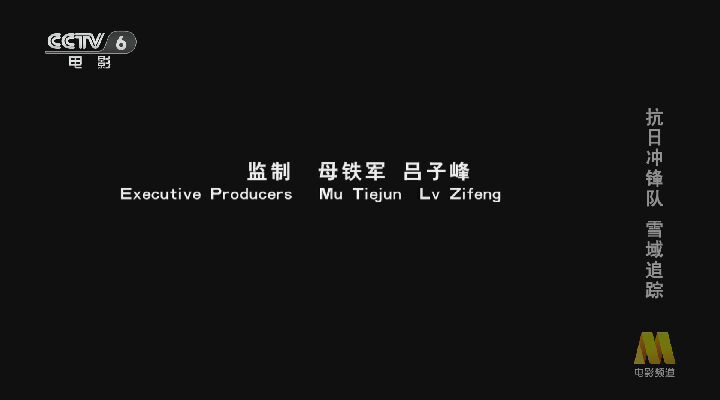 CCTV 6
电影
监制 母铁军 吕子峰
Executive Producers Mu Tiejun Lv Zifeng
抗日冲锋队 雪域追踪
电影频道